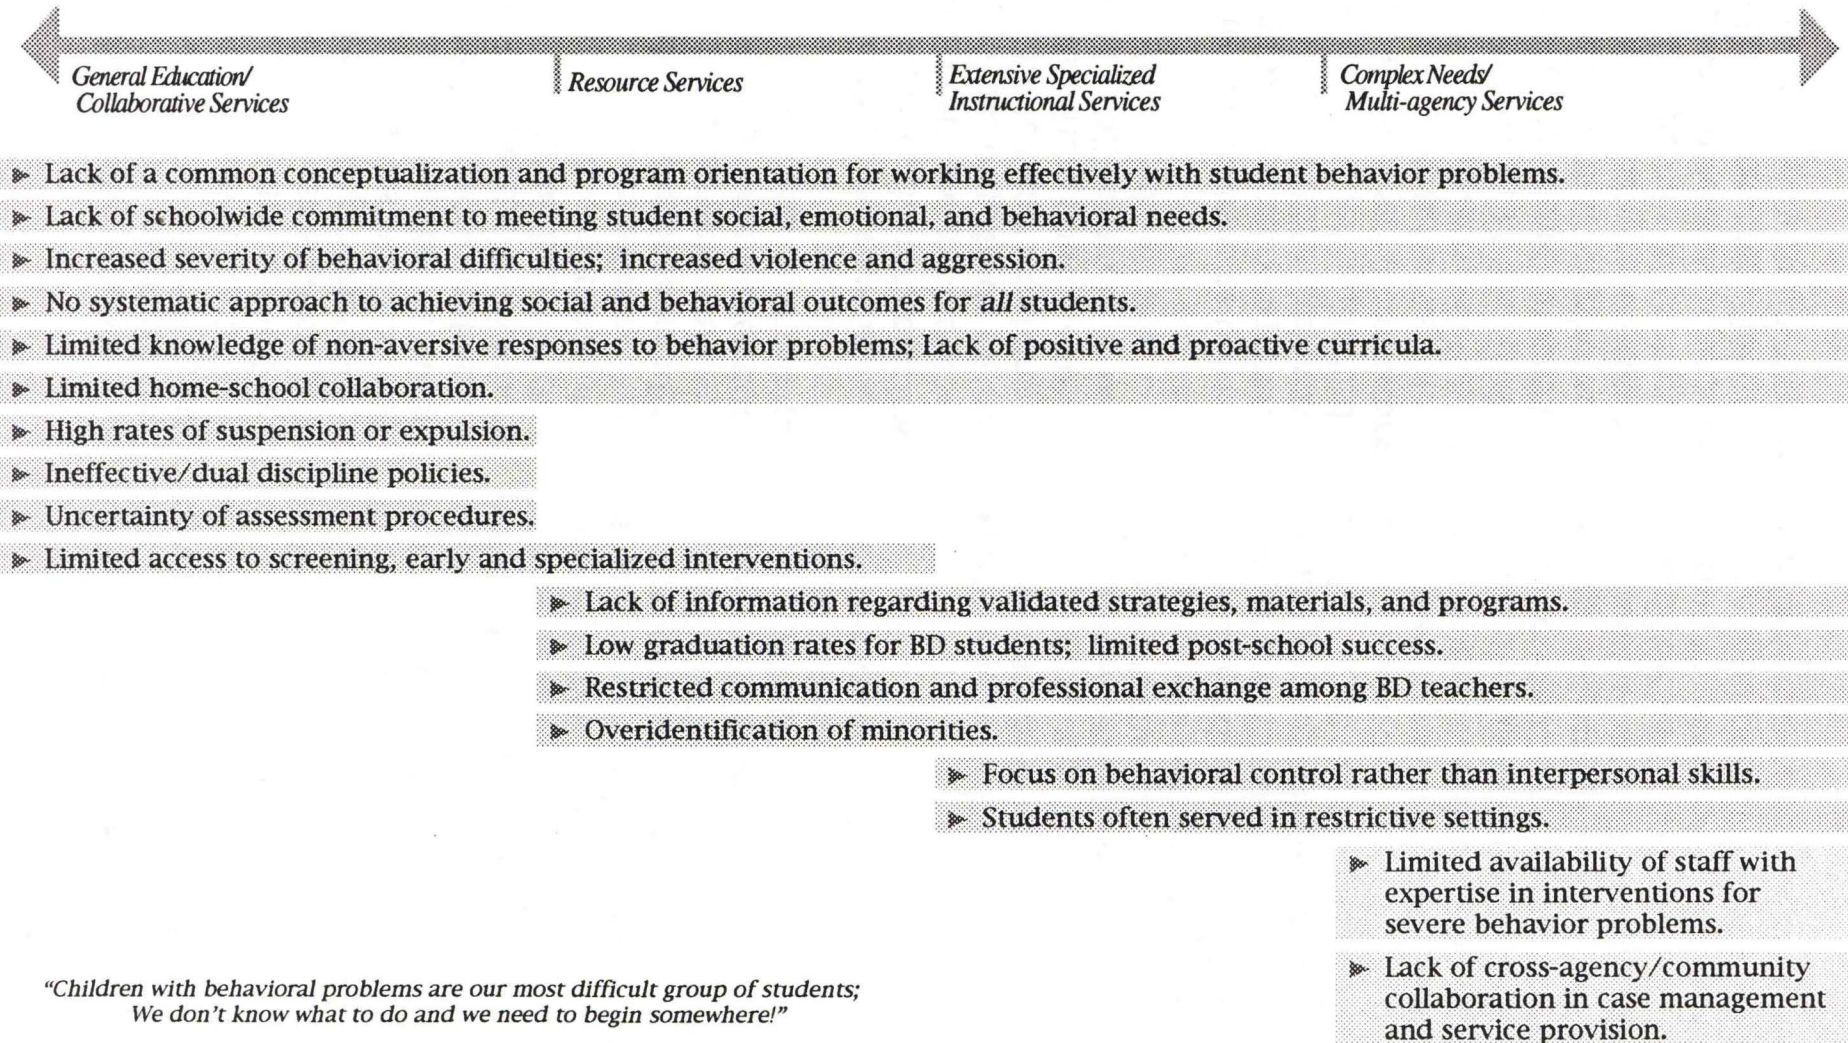 General Education/
Collaborative Services
Resource Services
Extensive Specialized
Instructional Services
Complex Needs/
Multi-agency Services
Lack of a common conceptualization and program orientation for working effectively with student behavior problems.
Lack of schoolwide commitment to meeting student social, emotional, and behavioral needs.
Increased severity of behavioral difficulties; increased violence and aggression.
No systematic approach to achieving social and behavioral outcomes for all students.
Limited knowledge of non-aversive responses to behavior problems; Lack of positive and proactive curricula.
Limited home-school collaboration.
High rates of suspension or expulsion.
Ineffective/dual discipline policies.
Uncertainty of assessment procedures.
Limited access to screening, early and specialized interventions.
Lack of information regarding validated strategies, materials, and programs.
Low graduation rates for BD students; limited post-school success.
Restricted communication and professional exchange among BD teachers.
Overidentification of minorities.
Focus on behavioral control rather than interpersonal skills.
Students often served in restrictive settings.
Limited availability of staff with
expertise in interventions for
severe behavior problems.
Lack of cross-agency/community
collaboration in case management
and service provision.
"Children with behavioral problems are our most difficult group of students;
We don't know what to do and we need to begin somewhere!"